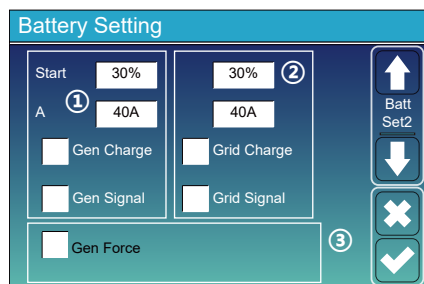 Battery Setting
Start 30% 30% ②
A ① 40A 40A
Batt
Set2
Gen Charge Grid Charge
Gen Signal Grid Signal
Gen Force ③